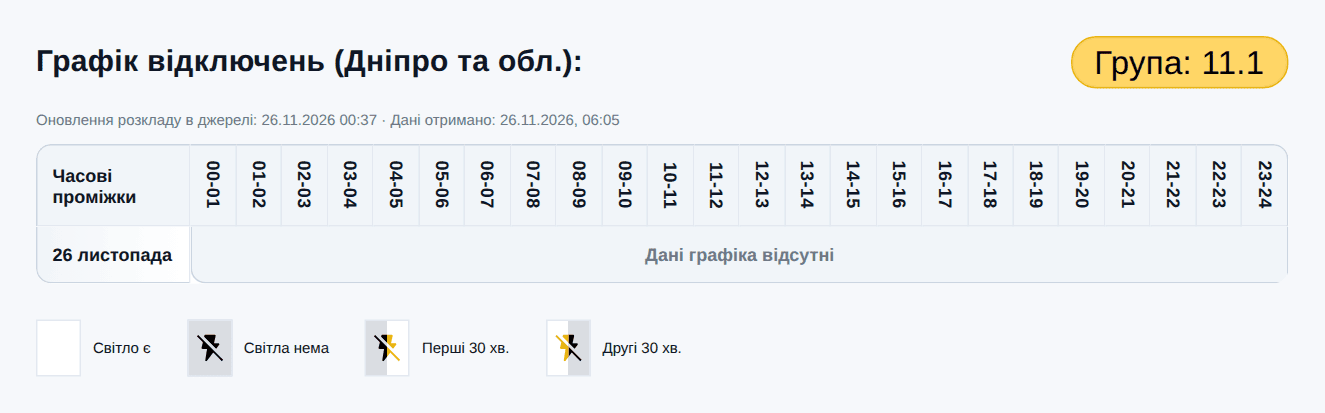 Графік відключень (Дніпро та обл.):
Група: 11.1
Оновлення розкладу в джерелі: 26.11.2026 00:37 · Дані отримано: 26.11.2026, 06:05
Часові
проміжки
00-01
01-02
02-03
03-04
04-05
05-06
06-07
07-08
08-09
09-10
10-11
11-12
12-13
13-14
14-15
15-16
16-17
17-18
18-19
19-20
20-21
21-22
22-23
23-24
26 листопада
Дані графіка відсутні
Світло є
Світла нема
Перші 30 хв.
Другі 30 хв.